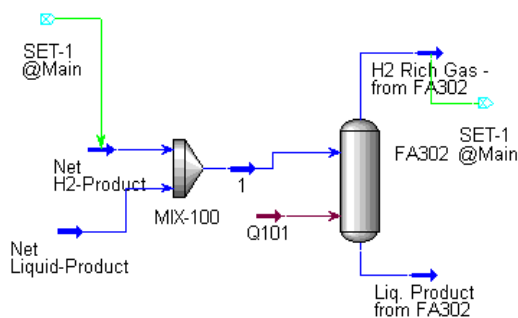 SET-1
@Main
H2 Rich Gas -
from FA302
SET-1
@Main
FA302
Net
H2-Product
1
MIX-100
Q101
Net
Liquid-Product
Liq. Product
from FA302